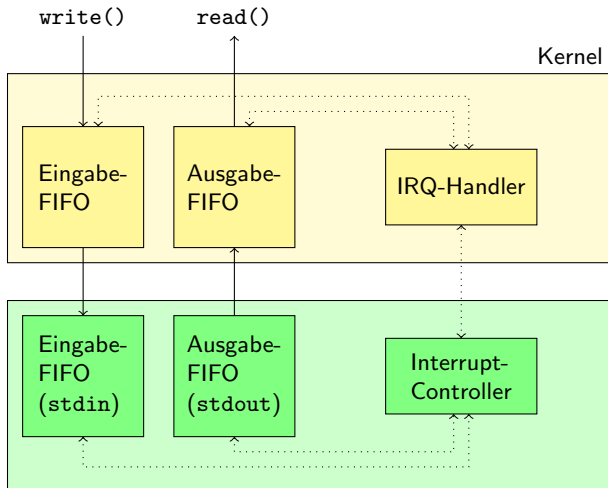 write()
read()
Kernel
Eingabe-
FIFO
Ausgabe-
FIFO
IRQ-Handler
Eingabe-
FIFO
(stdin)
Ausgabe-
FIFO
(stdout)
Interrupt-
Controller